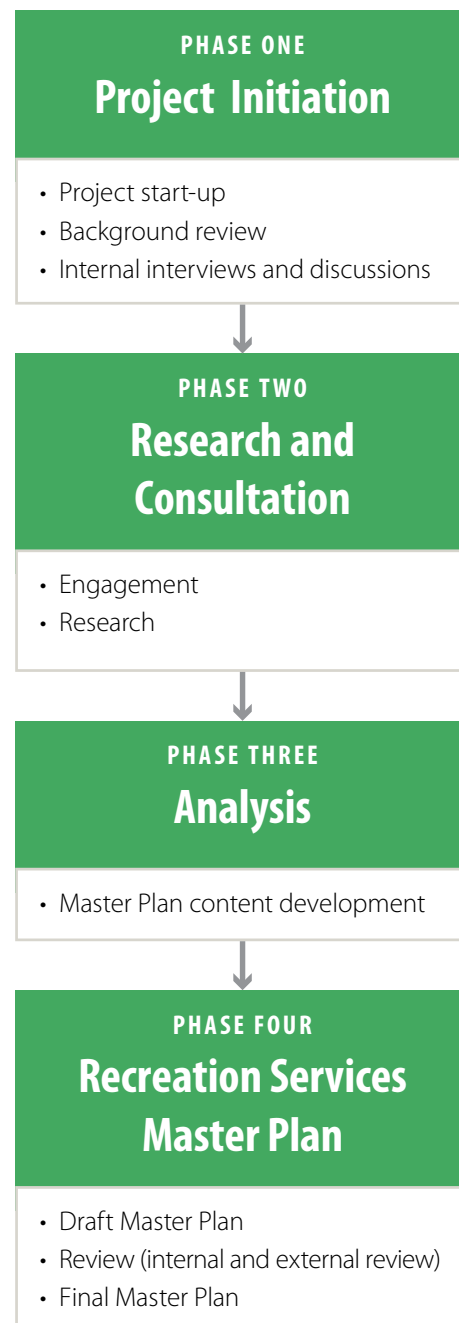 PHASE ONE
Project Initiation
• Project start-up
• Background review
• Internal interviews and discussions
PHASE TWO
Research and
Consultation
• Engagement
• Research
PHASE THREE
Analysis
• Master Plan content development
PHASE FOUR
Recreation Services
Master Plan
• Draft Master Plan
• Review (internal and external review)
• Final Master Plan